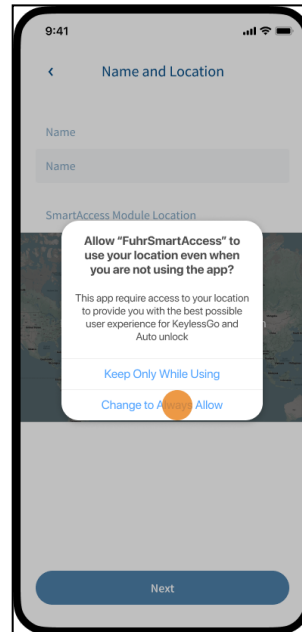 9:41
Name and Location
Name
Name
SmartAccess Module Location
Allow "FuhrSmartAccess" to
use your location even when
you are not using the app?
This app require access to your location
to provide you with the best possible
user experience for KeylessGo and
Auto unlock
Keep Only While Using
Change to Always Allow
Next